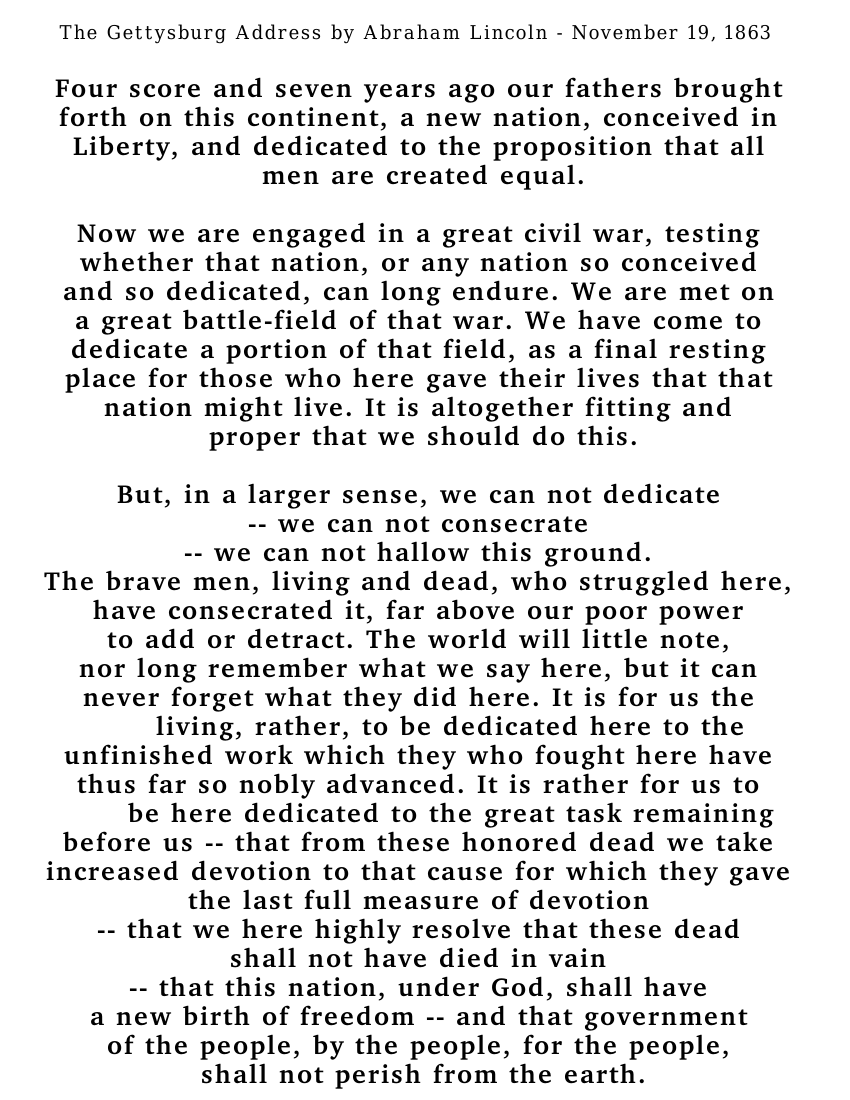 The Gettysburg Address by Abraham Lincoln - November 19, 1863
Four score and seven years ago our fathers brought
forth on this continent, a new nation, conceived in
Liberty, and dedicated to the proposition that all
men are created equal.
Now we are engaged in a great civil war, testing
whether that nation, or any nation so conceived
and so dedicated, can long endure. We are met on
a great battle-field of that war. We have come to
dedicate a portion of that field, as a final resting
place for those who here gave their lives that that
nation might live. It is altogether fitting and
proper that we should do this.
But, in a larger sense, we can not dedicate
-- we can not consecrate
-- we can not hallow this ground.
The brave men, living and dead, who struggled here,
have consecrated it, far above our poor power
to add or detract. The world will little note,
nor long remember what we say here, but it can
never forget what they did here. It is for us the
living, rather, to be dedicated here to the
unfinished work which they who fought here have
thus far so nobly advanced. It is rather for us to
be here dedicated to the great task remaining
before us -- that from these honored dead we take
increased devotion to that cause for which they gave
the last full measure of devotion
-- that we here highly resolve that these dead
shall not have died in vain
-- that this nation, under God, shall have
a new birth of freedom -- and that government
of the people, by the people, for the people,
shall not perish from the earth.